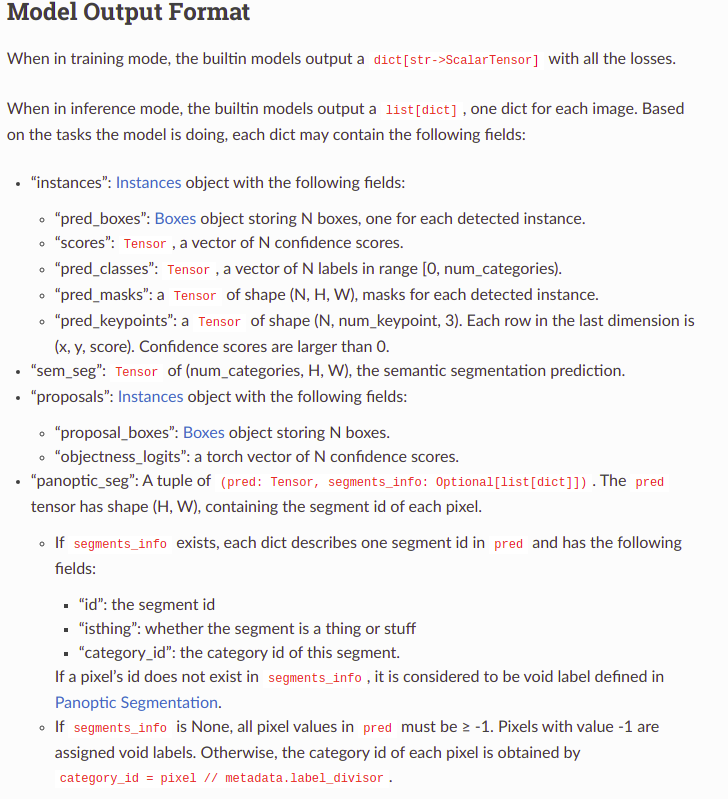 Model Output Format
When in training mode, the builtin models output a dict[str->ScalarTensor] with all the losses.
When in inference mode, the builtin models output a list[dict] , one dict for each image. Based
on the tasks the model is doing, each dict may contain the following fields:
• “instances”: Instances object with the following fields:
◦ “pred_boxes”: Boxes object storing N boxes, one for each detected instance.
◦ “scores”: Tensor , a vector of N confidence scores.
◦ “pred_classes”: Tensor , a vector of N labels in range [0, num_categories).
◦ “pred_masks”: a Tensor of shape (N, H, W), masks for each detected instance.
◦ “pred_keypoints”: a Tensor of shape (N, num_keypoint, 3). Each row in the last dimension is
(x, y, score). Confidence scores are larger than 0.
• “sem_seg”: Tensor of (num_categories, H, W), the semantic segmentation prediction.
• “proposals”: Instances object with the following fields:
◦ “proposal_boxes”: Boxes object storing N boxes.
◦ “objectness_logits”: a torch vector of N confidence scores.
• “panoptic_seg”: A tuple of (pred: Tensor, segments_info: Optional[list[dict]]) . The pred
tensor has shape (H, W), containing the segment id of each pixel.
◦ If segments_info exists, each dict describes one segment id in pred and has the following
fields:
▪ “id”: the segment id
▪ “isthing”: whether the segment is a thing or stuff
▪ “category_id”: the category id of this segment.
If a pixel’s id does not exist in segments_info , it is considered to be void label defined in
Panoptic Segmentation.
◦ If segments_info is None, all pixel values in pred must be ≥ -1. Pixels with value -1 are
assigned void labels. Otherwise, the category id of each pixel is obtained by
category_id = pixel // metadata.label_divisor .